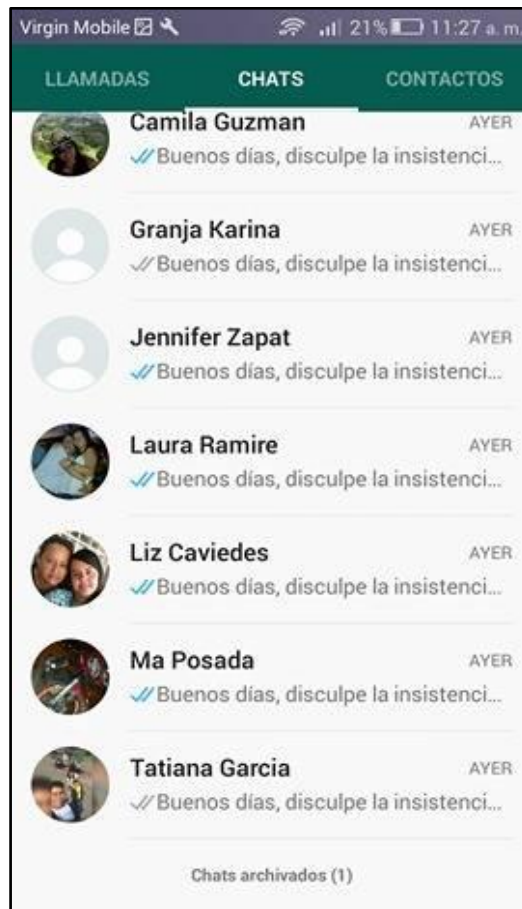 Virgin Mobile 21% 11:27 a. m.
LLAMADAS CHATS CONTACTOS
Camila Guzman AYER
Buenos días, disculpe la insistenci...
Granja Karina AYER
Buenos días, disculpe la insistenci...
Jennifer Zapat AYER
Buenos días, disculpe la insistenci...
Laura Ramire AYER
Buenos días, disculpe la insistenci...
Liz Caviedes AYER
Buenos días, disculpe la insistenci...
Ma Posada AYER
Buenos días, disculpe la insistenci...
Tatiana Garcia AYER
Buenos días, disculpe la insistenci...
Chats archivados (1)